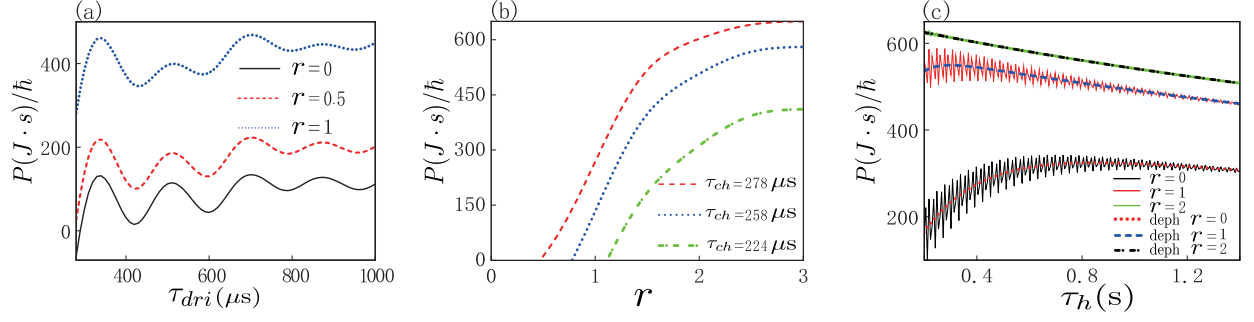 (a)
P(J · s)/ħ
400
200
0
r=0
r=0.5
r=1
400 600 800 1000
τ_dri(μs)
(b)
P(J · s)/ħ
600
450
300
150
0
τ_ch=278 μs
τ_ch=258 μs
τ_ch=224 μs
0 1 2 3
r
(c)
P(J · s)/ħ
600
400
200
r=0
r=1
r=2
deph r=0
deph r=1
deph r=2
0.4 0.8 1.2
τ_h(s)